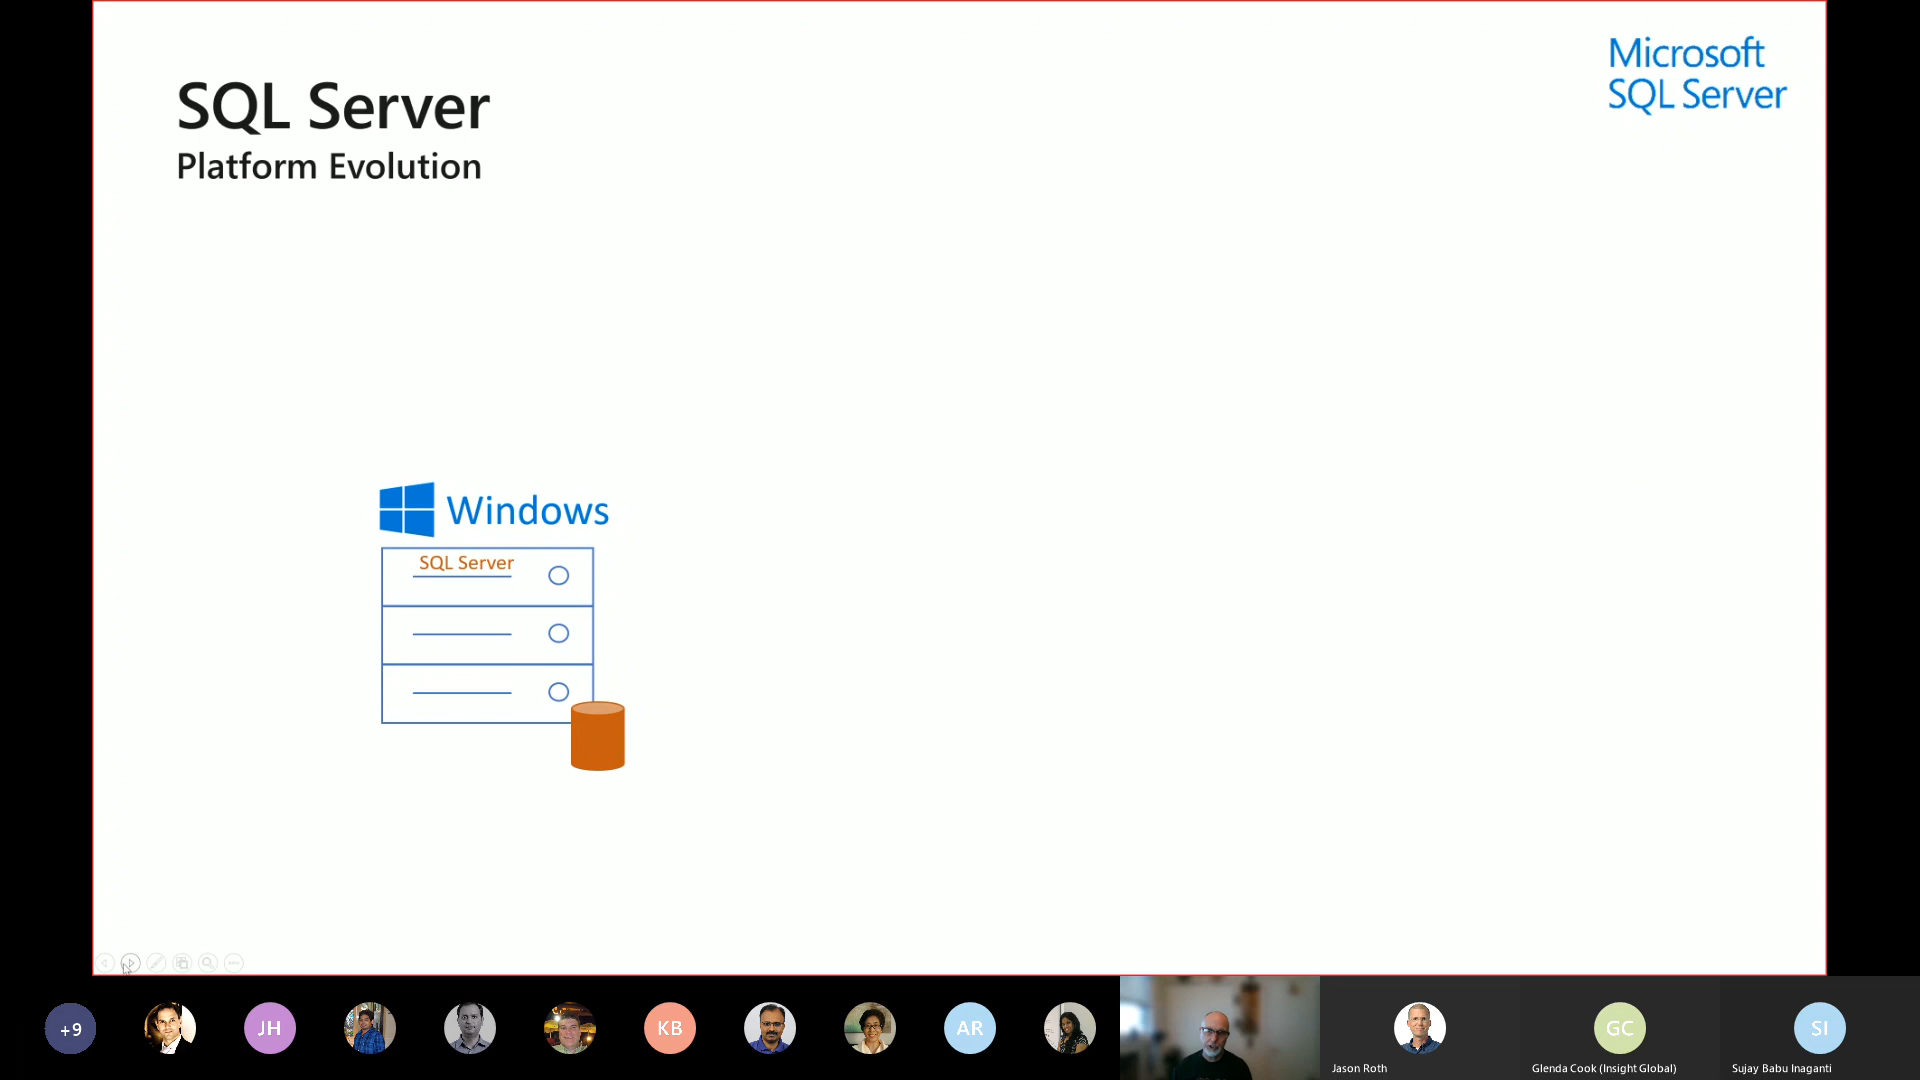 SQL Server
Platform Evolution
Microsoft
SQL Server
Windows
SQL Server
+9
JH
KB
AR
GC
SI
Jason Roth
Glenda Cook (Insight Global)
Sujay Babu Inaganti